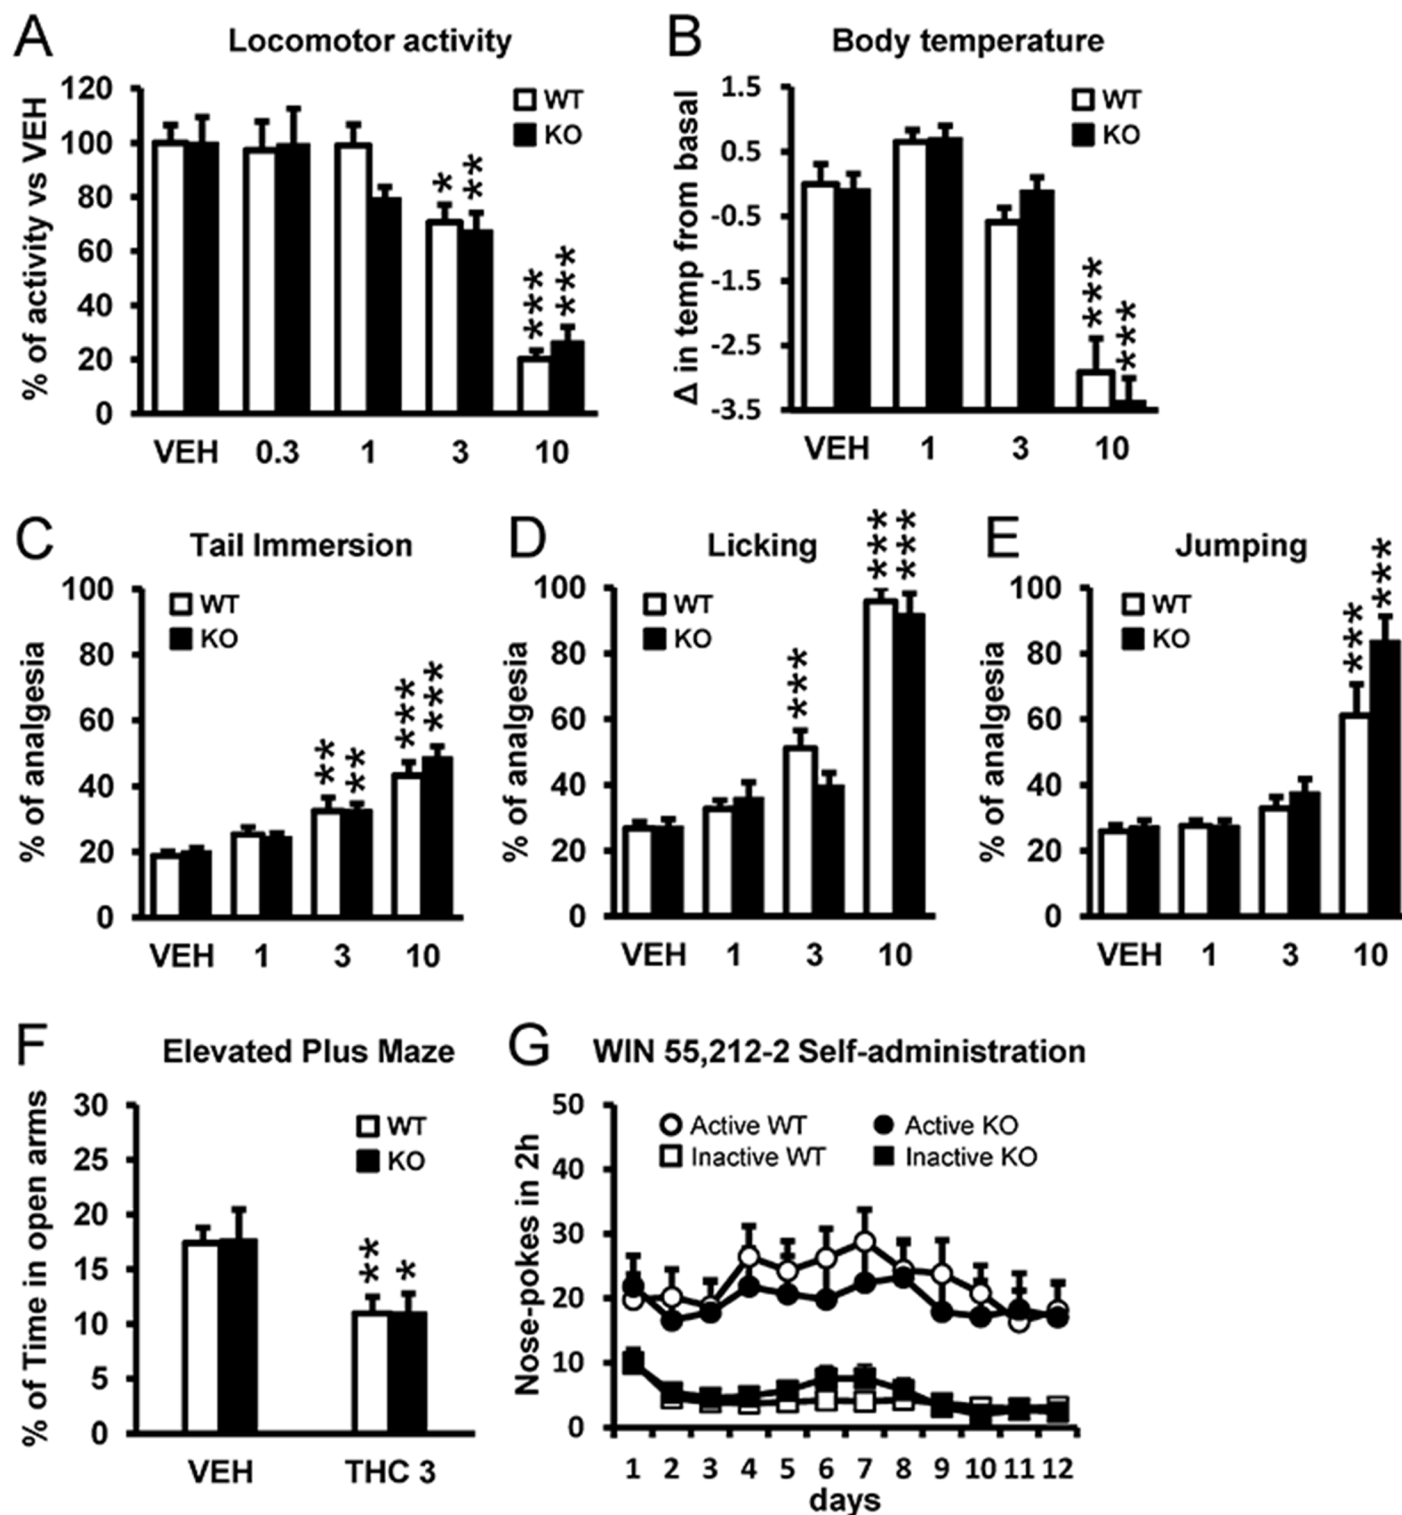 A Locomotor activity
% of activity vs VEH
120
100
80
60
40
20
0
WT
KO
*
**
***
***
VEH 0.3 1 3 10
B Body temperature
Δ in temp from basal
1.5
0.5
-0.5
-1.5
-2.5
-3.5
WT
KO
***
***
VEH 1 3 10
C Tail Immersion
% of analgesia
100
80
60
40
20
0
WT
KO
**
**
***
***
VEH 1 3 10
D Licking
% of analgesia
100
80
60
40
20
0
WT
KO
***
***
***
VEH 1 3 10
E Jumping
% of analgesia
100
80
60
40
20
0
WT
KO
***
***
VEH 1 3 10
F Elevated Plus Maze
% of Time in open arms
30
25
20
15
10
5
0
WT
KO
**
*
VEH THC 3
G WIN 55,212-2 Self-administration
Nose-pokes in 2h
50
40
30
20
10
0
Active WT Active KO
Inactive WT Inactive KO
1 2 3 4 5 6 7 8 9 10 11 12
days